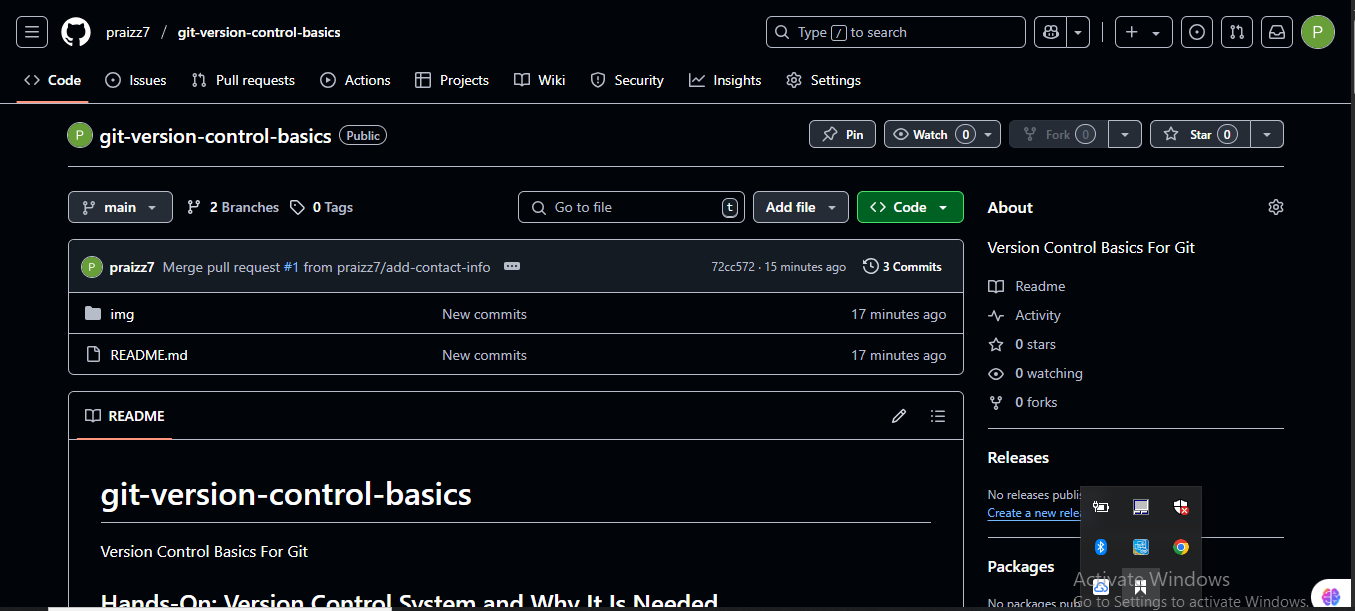 praizz7 / git-version-control-basics
Type / to search
P
Code Issues Pull requests Actions Projects Wiki Security Insights Settings
P git-version-control-basics Public
Pin Watch 0 Fork 0 Star 0
main 2 Branches 0 Tags
Go to file t Add file Code
About
Version Control Basics For Git
P praizz7 Merge pull request #1 from praizz7/add-contact-info 72cc572 · 15 minutes ago 3 Commits
Readme
img New commits 17 minutes ago
Activity
0 stars
README.md New commits 17 minutes ago
0 watching
0 forks
README
Releases
git-version-control-basics
No releases publis
Create a new relea
Version Control Basics For Git
Packages
Activate Windows
Hands-On: Version Control System and Why It Is Needed
No packages pub
Go to Settings to activate Windows.